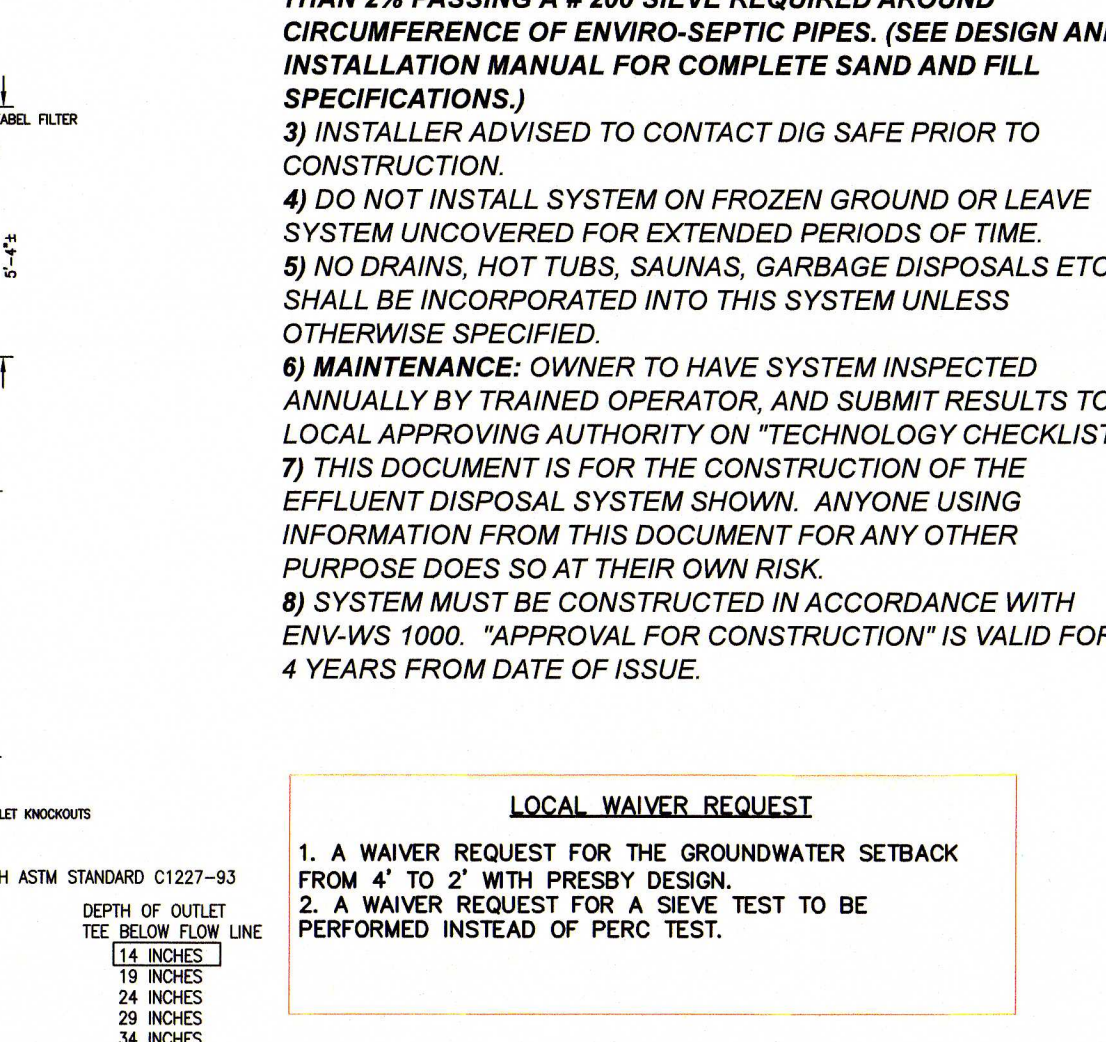 THAN 2% PASSING A # 200 SIEVE REQUIRED AROUND
CIRCUMFERENCE OF ENVIRO-SEPTIC PIPES. (SEE DESIGN AND
INSTALLATION MANUAL FOR COMPLETE SAND AND FILL
SPECIFICATIONS.)
3) INSTALLER ADVISED TO CONTACT DIG SAFE PRIOR TO
CONSTRUCTION.
4) DO NOT INSTALL SYSTEM ON FROZEN GROUND OR LEAVE
SYSTEM UNCOVERED FOR EXTENDED PERIODS OF TIME.
5) NO DRAINS, HOT TUBS, SAUNAS, GARBAGE DISPOSALS ETC
SHALL BE INCORPORATED INTO THIS SYSTEM UNLESS
OTHERWISE SPECIFIED.
6) MAINTENANCE: OWNER TO HAVE SYSTEM INSPECTED
ANNUALLY BY TRAINED OPERATOR, AND SUBMIT RESULTS TO
LOCAL APPROVING AUTHORITY ON "TECHNOLOGY CHECKLIST
7) THIS DOCUMENT IS FOR THE CONSTRUCTION OF THE
EFFLUENT DISPOSAL SYSTEM SHOWN. ANYONE USING
INFORMATION FROM THIS DOCUMENT FOR ANY OTHER
PURPOSE DOES SO AT THEIR OWN RISK.
8) SYSTEM MUST BE CONSTRUCTED IN ACCORDANCE WITH
ENV-WS 1000. "APPROVAL FOR CONSTRUCTION" IS VALID FOR
4 YEARS FROM DATE OF ISSUE.
ABEL FILTER
5'-4"±
LET KNOCKOUTS
H ASTM STANDARD C1227-93
DEPTH OF OUTLET
TEE BELOW FLOW LINE
14 INCHES
19 INCHES
24 INCHES
29 INCHES
34 INCHES
LOCAL WAIVER REQUEST
1. A WAIVER REQUEST FOR THE GROUNDWATER SETBACK
FROM 4' TO 2' WITH PRESBY DESIGN.
2. A WAIVER REQUEST FOR A SIEVE TEST TO BE
PERFORMED INSTEAD OF PERC TEST.